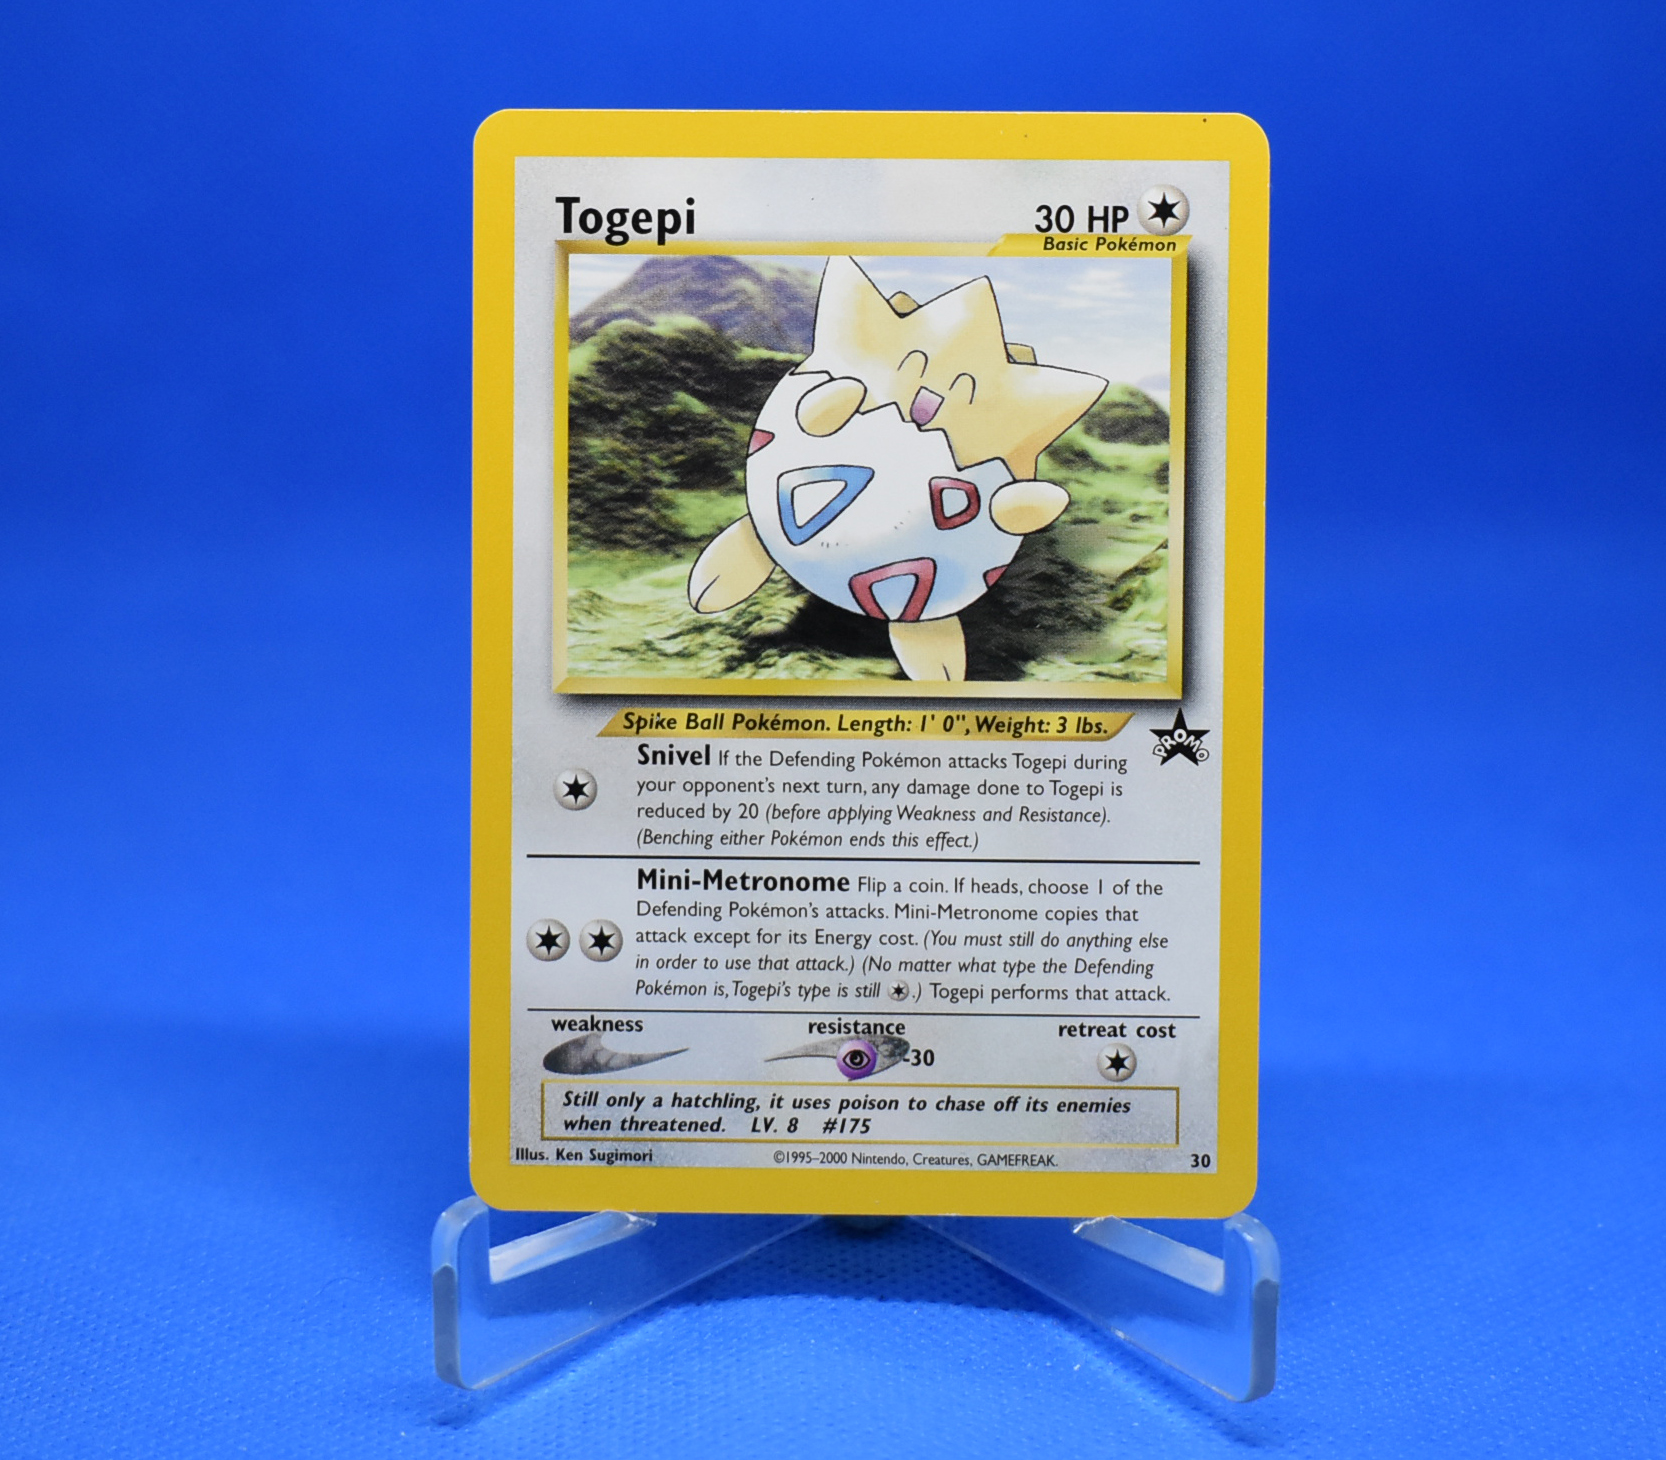 Togepi
30 HP
Basic Pokémon
Spike Ball Pokémon. Length: 1' 0", Weight: 3 lbs.
PROMO
Snivel If the Defending Pokémon attacks Togepi during
your opponent's next turn, any damage done to Togepi is
reduced by 20 (before applying Weakness and Resistance).
(Benching either Pokémon ends this effect.)
Mini-Metronome Flip a coin. If heads, choose 1 of the
Defending Pokémon's attacks. Mini-Metronome copies that
attack except for its Energy cost. (You must still do anything else
in order to use that attack.) (No matter what type the Defending
Pokémon is, Togepi's type is still .) Togepi performs that attack.
weakness
resistance
retreat cost
-30
Still only a hatchling, it uses poison to chase off its enemies
when threatened. LV. 8 #175
Illus. Ken Sugimori
©1995–2000 Nintendo, Creatures, GAMEFREAK.
30